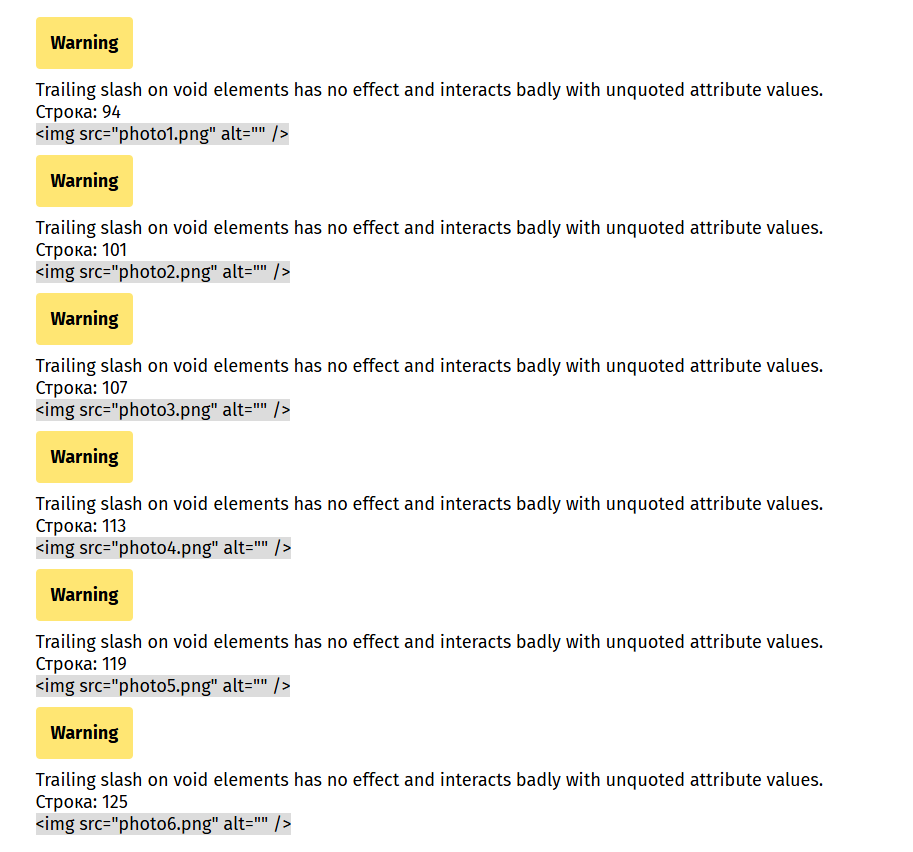 Warning
Trailing slash on void elements has no effect and interacts badly with unquoted attribute values.
Строка: 94
<img src="photo1.png" alt="" />
Warning
Trailing slash on void elements has no effect and interacts badly with unquoted attribute values.
Строка: 101
<img src="photo2.png" alt="" />
Warning
Trailing slash on void elements has no effect and interacts badly with unquoted attribute values.
Строка: 107
<img src="photo3.png" alt="" />
Warning
Trailing slash on void elements has no effect and interacts badly with unquoted attribute values.
Строка: 113
<img src="photo4.png" alt="" />
Warning
Trailing slash on void elements has no effect and interacts badly with unquoted attribute values.
Строка: 119
<img src="photo5.png" alt="" />
Warning
Trailing slash on void elements has no effect and interacts badly with unquoted attribute values.
Строка: 125
<img src="photo6.png" alt="" />